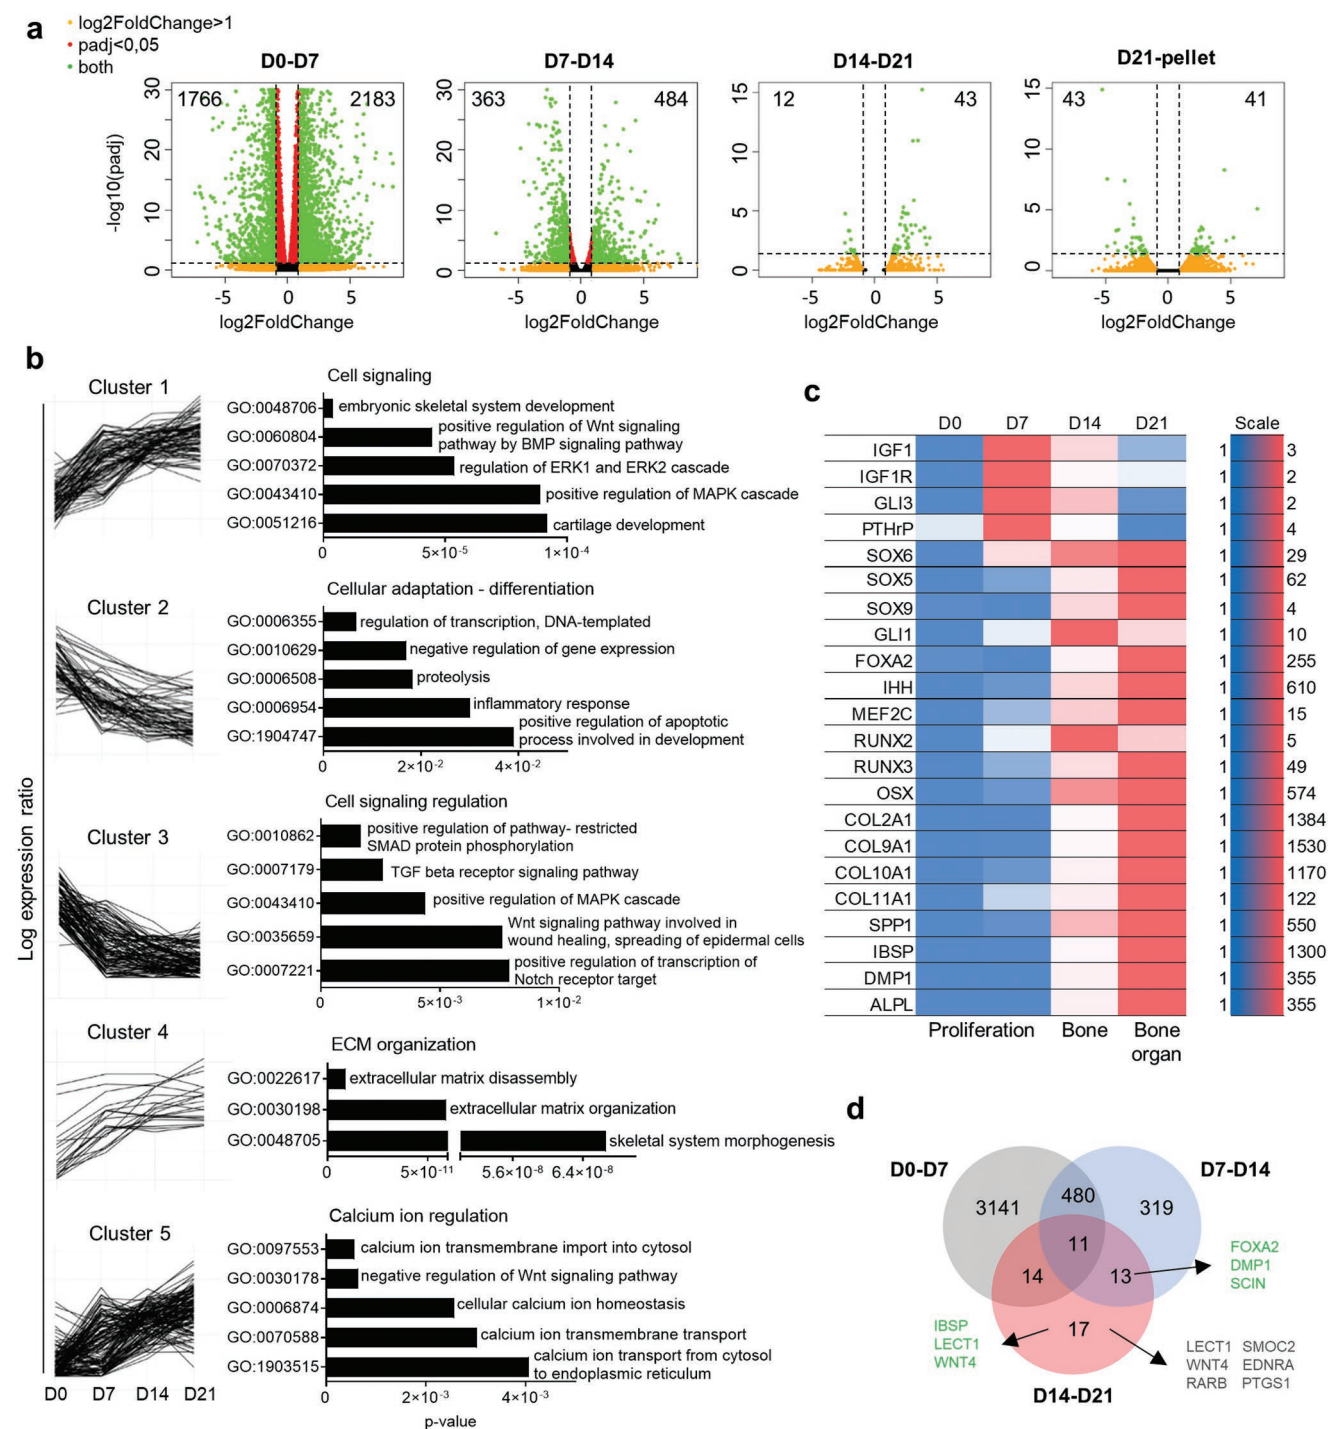 a
log2FoldChange>1
padj<0,05
both
D0-D7
D7-D14
D14-D21
D21-pellet
1766 2183
363 484
12 43
43 41
-log10(padj)
30
20
10
0
30
20
10
0
15
10
5
0
15
10
5
0
-5 0 5
-5 0 5
-5 0 5
-5 0 5
log2FoldChange
log2FoldChange
log2FoldChange
log2FoldChange
b
Log expression ratio
Cluster 1
Cell signaling
GO:0048706 embryonic skeletal system development
GO:0060804 positive regulation of Wnt signaling
pathway by BMP signaling pathway
GO:0070372 regulation of ERK1 and ERK2 cascade
GO:0043410 positive regulation of MAPK cascade
GO:0051216 cartilage development
0 5×10-5 1×10-4
Cluster 2
Cellular adaptation - differentiation
GO:0006355 regulation of transcription, DNA-templated
GO:0010629 negative regulation of gene expression
GO:0006508 proteolysis
GO:0006954 inflammatory response
GO:1904747 positive regulation of apoptotic
process involved in development
0 2×10-2 4×10-2
Cluster 3
Cell signaling regulation
GO:0010862 positive regulation of pathway- restricted
SMAD protein phosphorylation
GO:0007179 TGF beta receptor signaling pathway
GO:0043410 positive regulation of MAPK cascade
GO:0035659 Wnt signaling pathway involved in
wound healing, spreading of epidermal cells
GO:0007221 positive regulation of transcription of
Notch receptor target
0 5×10-3 1×10-2
Cluster 4
ECM organization
GO:0022617 extracellular matrix disassembly
GO:0030198 extracellular matrix organization
GO:0048705 skeletal system morphogenesis
0 5×10-11 5.6×10-8 6.4×10-8
Cluster 5
Calcium ion regulation
GO:0097553 calcium ion transmembrane import into cytosol
GO:0030178 negative regulation of Wnt signaling pathway
GO:0006874 cellular calcium ion homeostasis
GO:0070588 calcium ion transmembrane transport
GO:1903515 calcium ion transport from cytosol
to endoplasmic reticulum
D0 D7 D14 D21
0 2×10-3 4×10-3
p-value
c
D0 D7 D14 D21 Scale
IGF1 1 3
IGF1R 1 2
GLI3 1 2
PTHrP 1 4
SOX6 1 29
SOX5 1 62
SOX9 1 4
GLI1 1 10
FOXA2 1 255
IHH 1 610
MEF2C 1 15
RUNX2 1 5
RUNX3 1 49
OSX 1 574
COL2A1 1 1384
COL9A1 1 1530
COL10A1 1 1170
COL11A1 1 122
SPP1 1 550
IBSP 1 1300
DMP1 1 355
ALPL 1 355
Proliferation Bone Bone
organ
d
D0-D7 D7-D14
3141 480 319
11
14 13
17
FOXA2
DMP1
SCIN
IBSP
LECT1
WNT4
LECT1 SMOC2
WNT4 EDNRA
RARB PTGS1
D14-D21